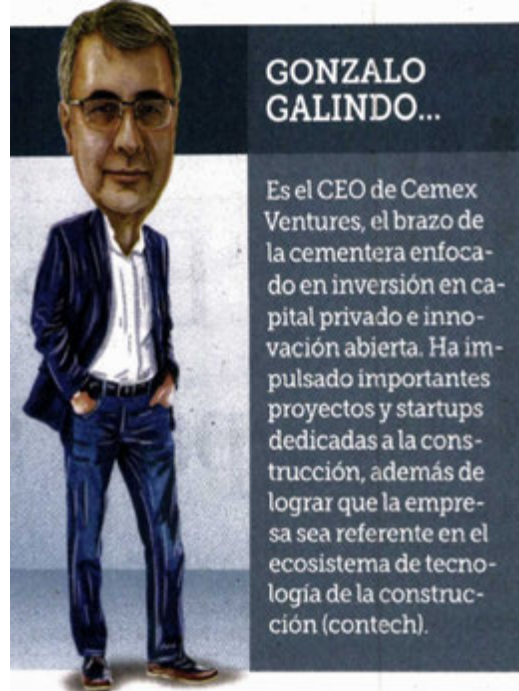 GONZALO
GALINDO...
Es el CEO de Cemex
Ventures, el brazo de
la cementera enfoca-
do en inversión en ca-
pital privado e inno-
vación abierta. Ha im-
pulsado importantes
proyectos y startups
dedicadas a la cons-
trucción, además de
lograr que la empre-
sa sea referente en el
ecosistema de tecno-
logía de la construc-
ción (contech).